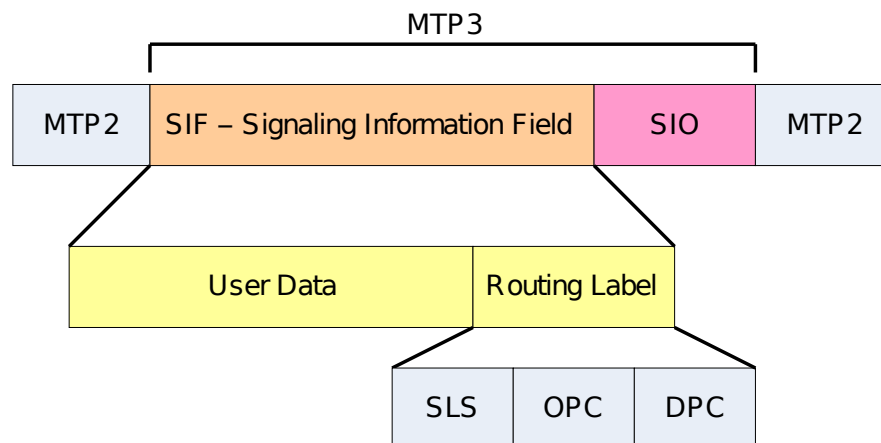 MTP3
MTP2 SIF – Signaling Information Field SIO MTP2
User Data Routing Label
SLS OPC DPC